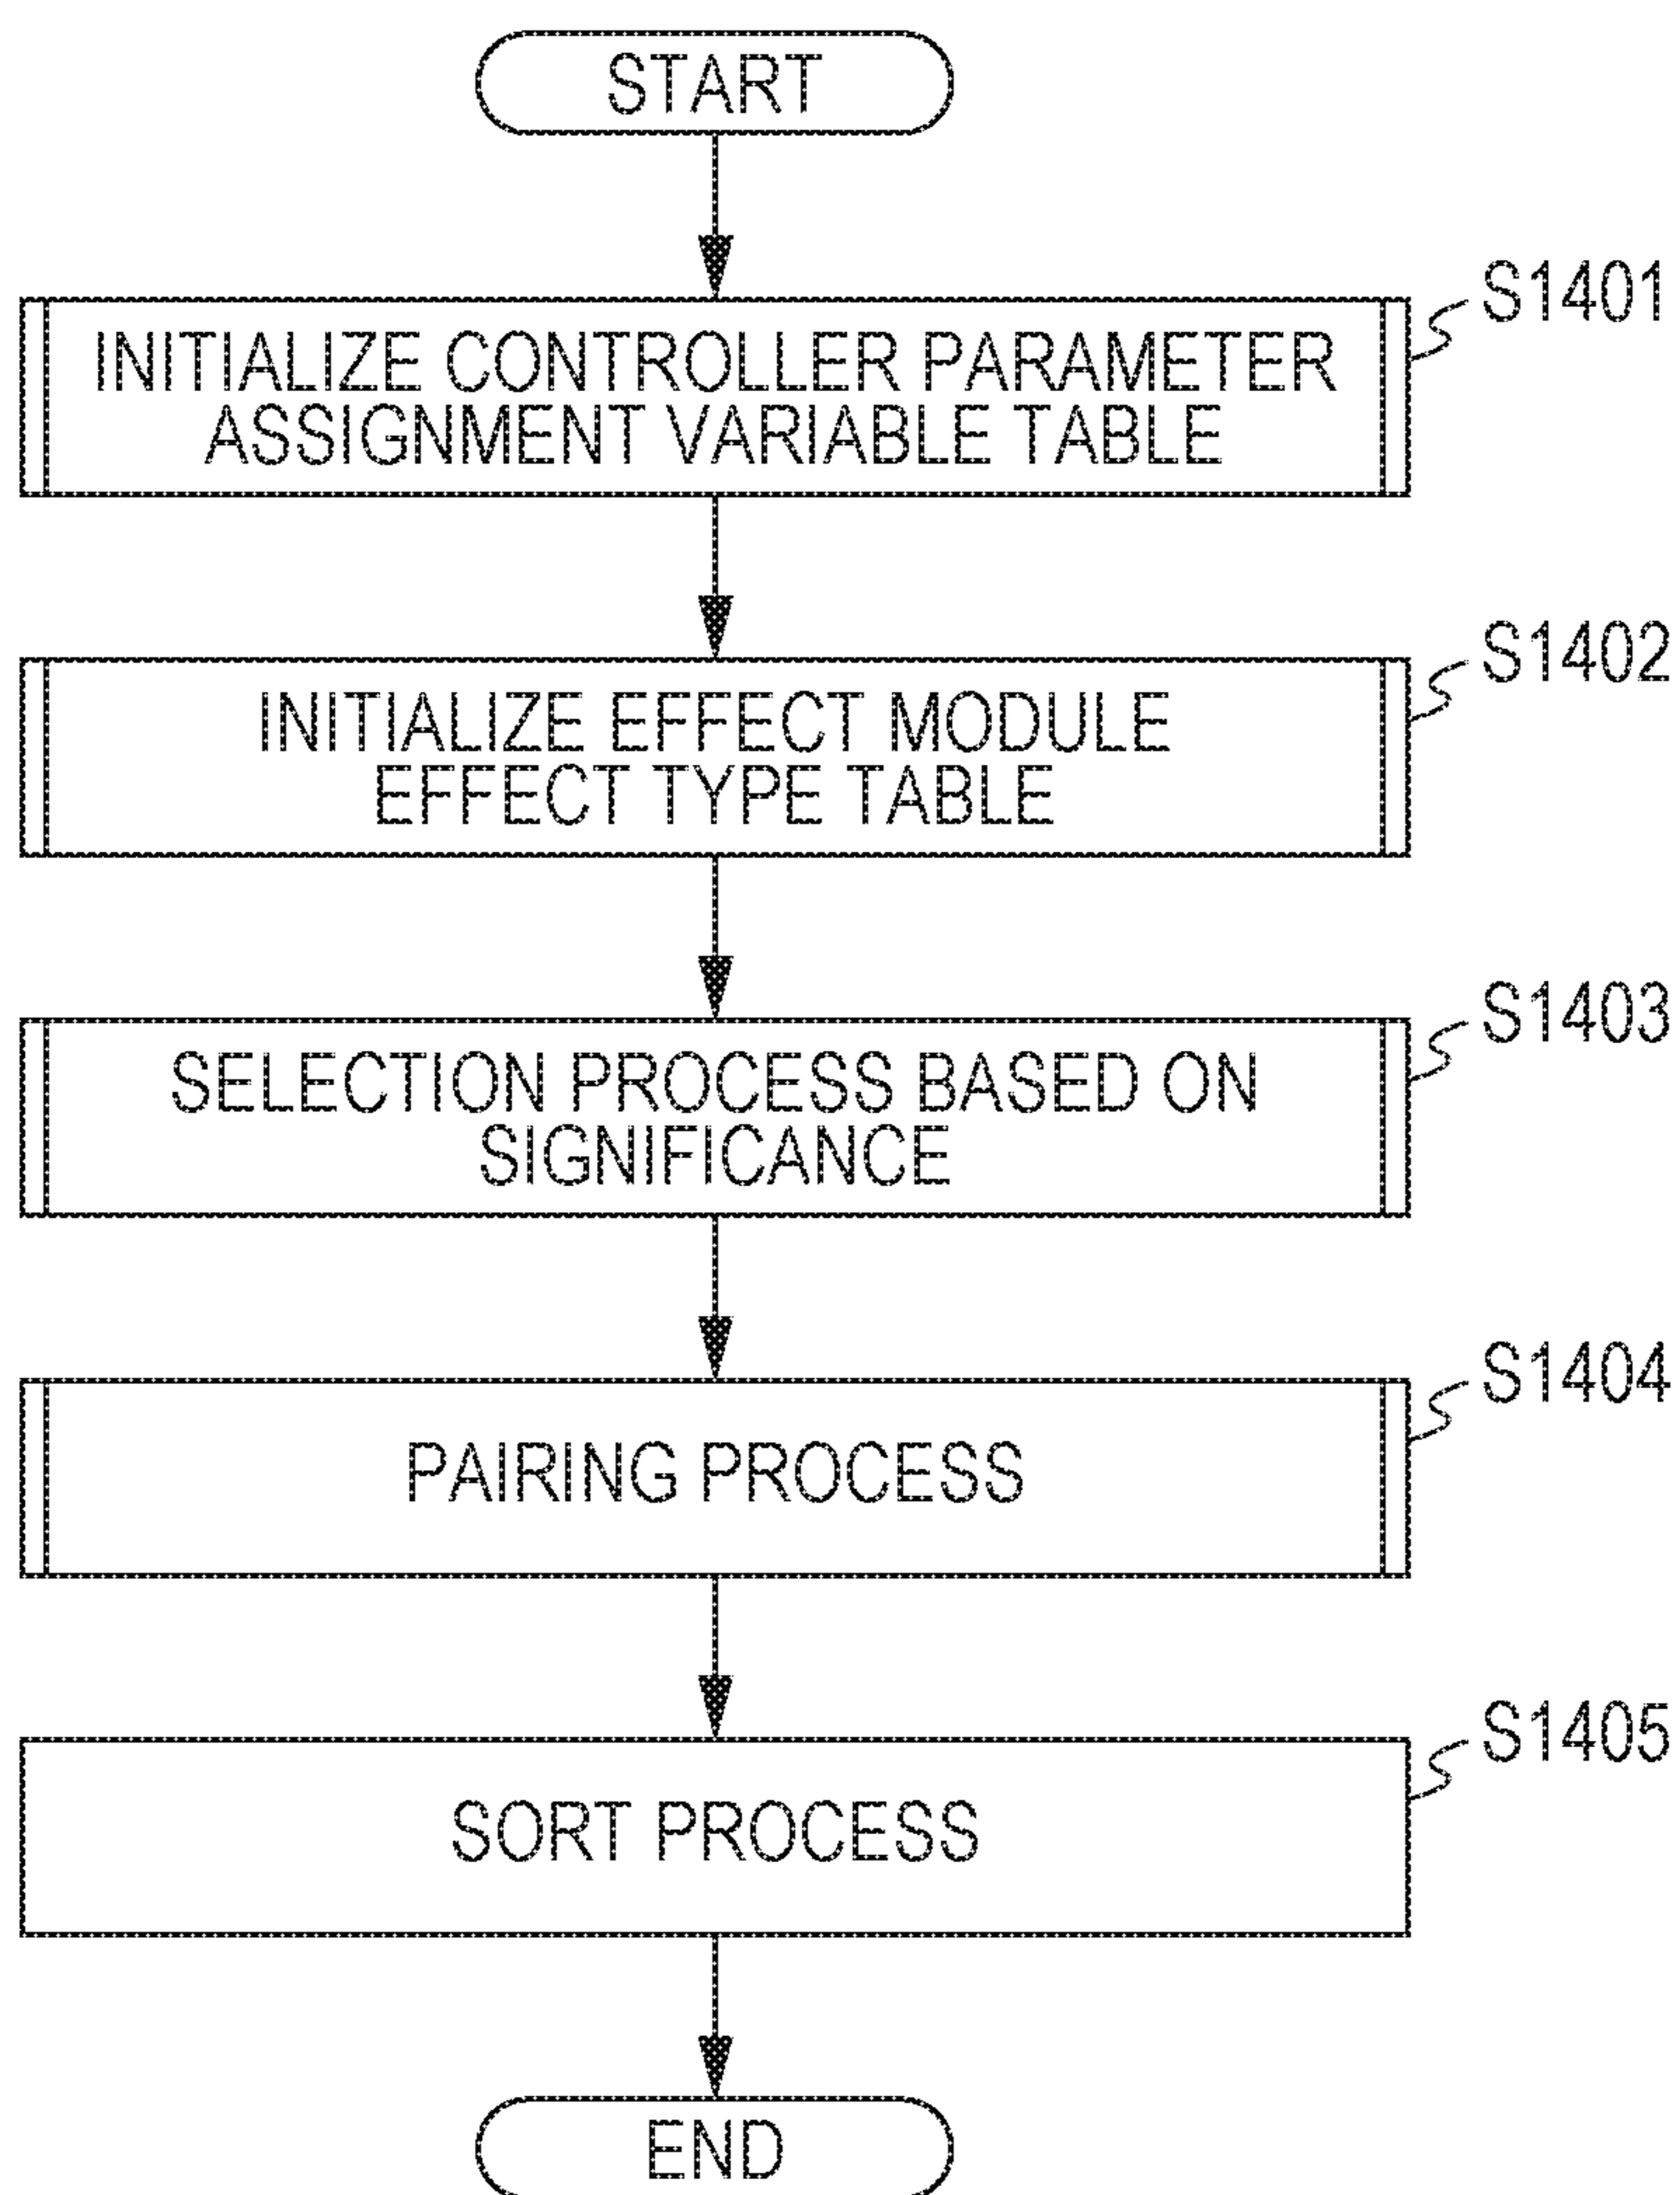 START
S1401
INITIALIZE CONTROLLER PARAMETER
ASSIGNMENT VARIABLE TABLE
S1402
INITIALIZE EFFECT MODULE
EFFECT TYPE TABLE
S1403
SELECTION PROCESS BASED ON
SIGNIFICANCE
S1404
PAIRING PROCESS
S1405
SORT PROCESS
END